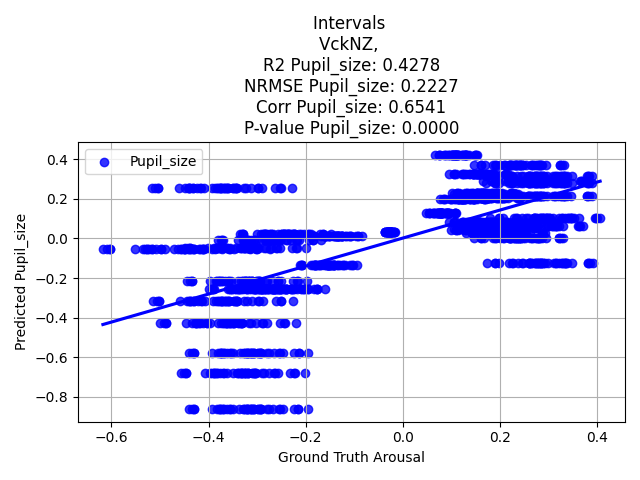 Intervals
VckNZ,
R2 Pupil_size: 0.4278
NRMSE Pupil_size: 0.2227
Corr Pupil_size: 0.6541
P-value Pupil_size: 0.0000
Pupil_size
Predicted Pupil_size
0.4
0.2
0.0
−0.2
−0.4
−0.6
−0.8
−0.6 −0.4 −0.2 0.0 0.2 0.4
Ground Truth Arousal